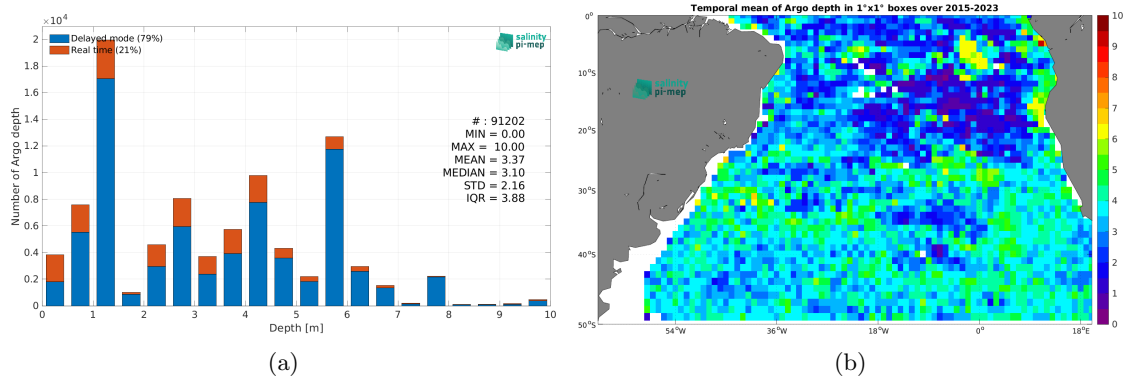 ×10⁴
2
1.8
1.6
1.4
1.2
1
0.8
0.6
0.4
0.2
0
Number of Argo depth
Delayed mode (79%)
Real time (21%)
salinity
pi-mep
# : 91202
MIN = 0.00
MAX = 10.00
MEAN = 3.37
MEDIAN = 3.10
STD = 2.16
IQR = 3.88
0 1 2 3 4 5 6 7 8 9 10
Depth [m]
(a)
Temporal mean of Argo depth in 1°x1° boxes over 2015-2023
0°
10°S
20°S
30°S
40°S
50°S
salinity
pi-mep
54°W 36°W 18°W 0° 18°E
10
9
8
7
6
5
4
3
2
1
0
(b)